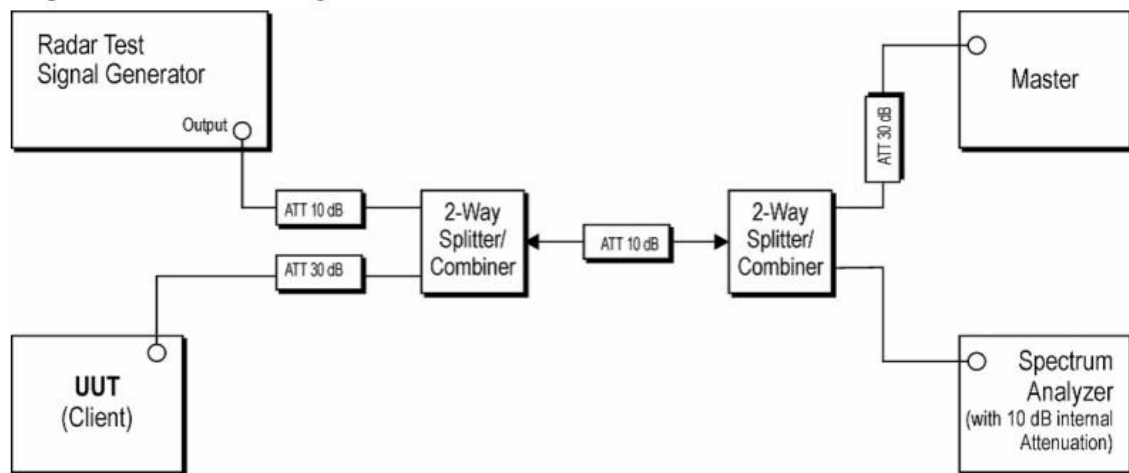 Radar Test
Signal Generator
Output
ATT 10 dB
ATT 30 dB
2-Way
Splitter/
Combiner
ATT 10 dB
2-Way
Splitter/
Combiner
ATT 30 dB
Master
UUT
(Client)
Spectrum
Analyzer
(with 10 dB internal
Attenuation)